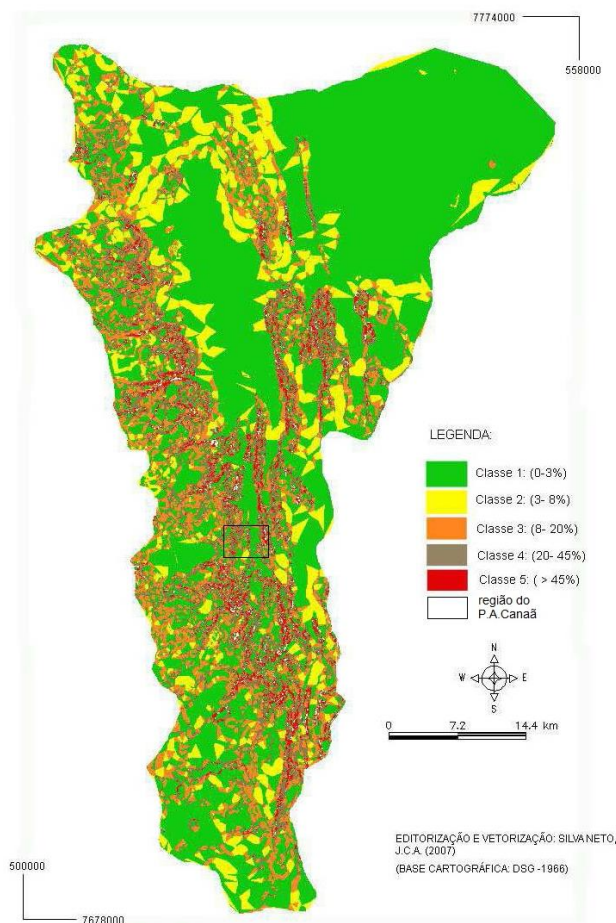 7774000
558000
LEGENDA:
Classe 1: (0-3%)
Classe 2: (3- 8%)
Classe 3: (8- 20%)
Classe 4: (20- 45%)
Classe 5: ( > 45%)
região do
P.A.Canaã
N
W E
S
0 7.2 14.4 km
EDITORIZAÇÃO E VETORIZAÇÃO: SILVA NETO,
J.C.A. (2007)
(BASE CARTOGRÁFICA: DSG -1966)
500000
7678000